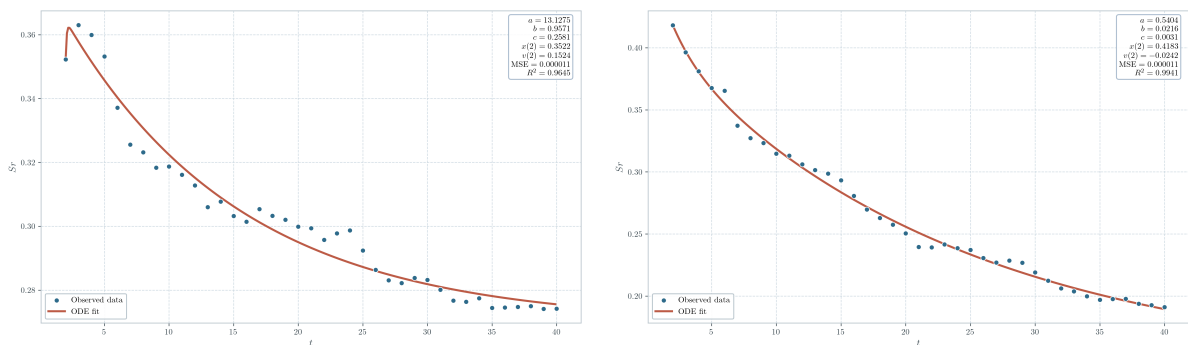 a = 13.1275
b = 0.9571
c = 0.2581
x(2) = 0.3522
v(2) = 0.1524
MSE = 0.000011
R² = 0.9645
0.36
0.34
0.32
0.30
0.28
Sr
Observed data
ODE fit
5 10 15 20 25 30 35 40
t
a = 0.5404
b = 0.0216
c = 0.0031
x(2) = 0.4183
v(2) = −0.0242
MSE = 0.000011
R² = 0.9941
0.40
0.35
0.30
0.25
0.20
Sr
Observed data
ODE fit
5 10 15 20 25 30 35 40
t